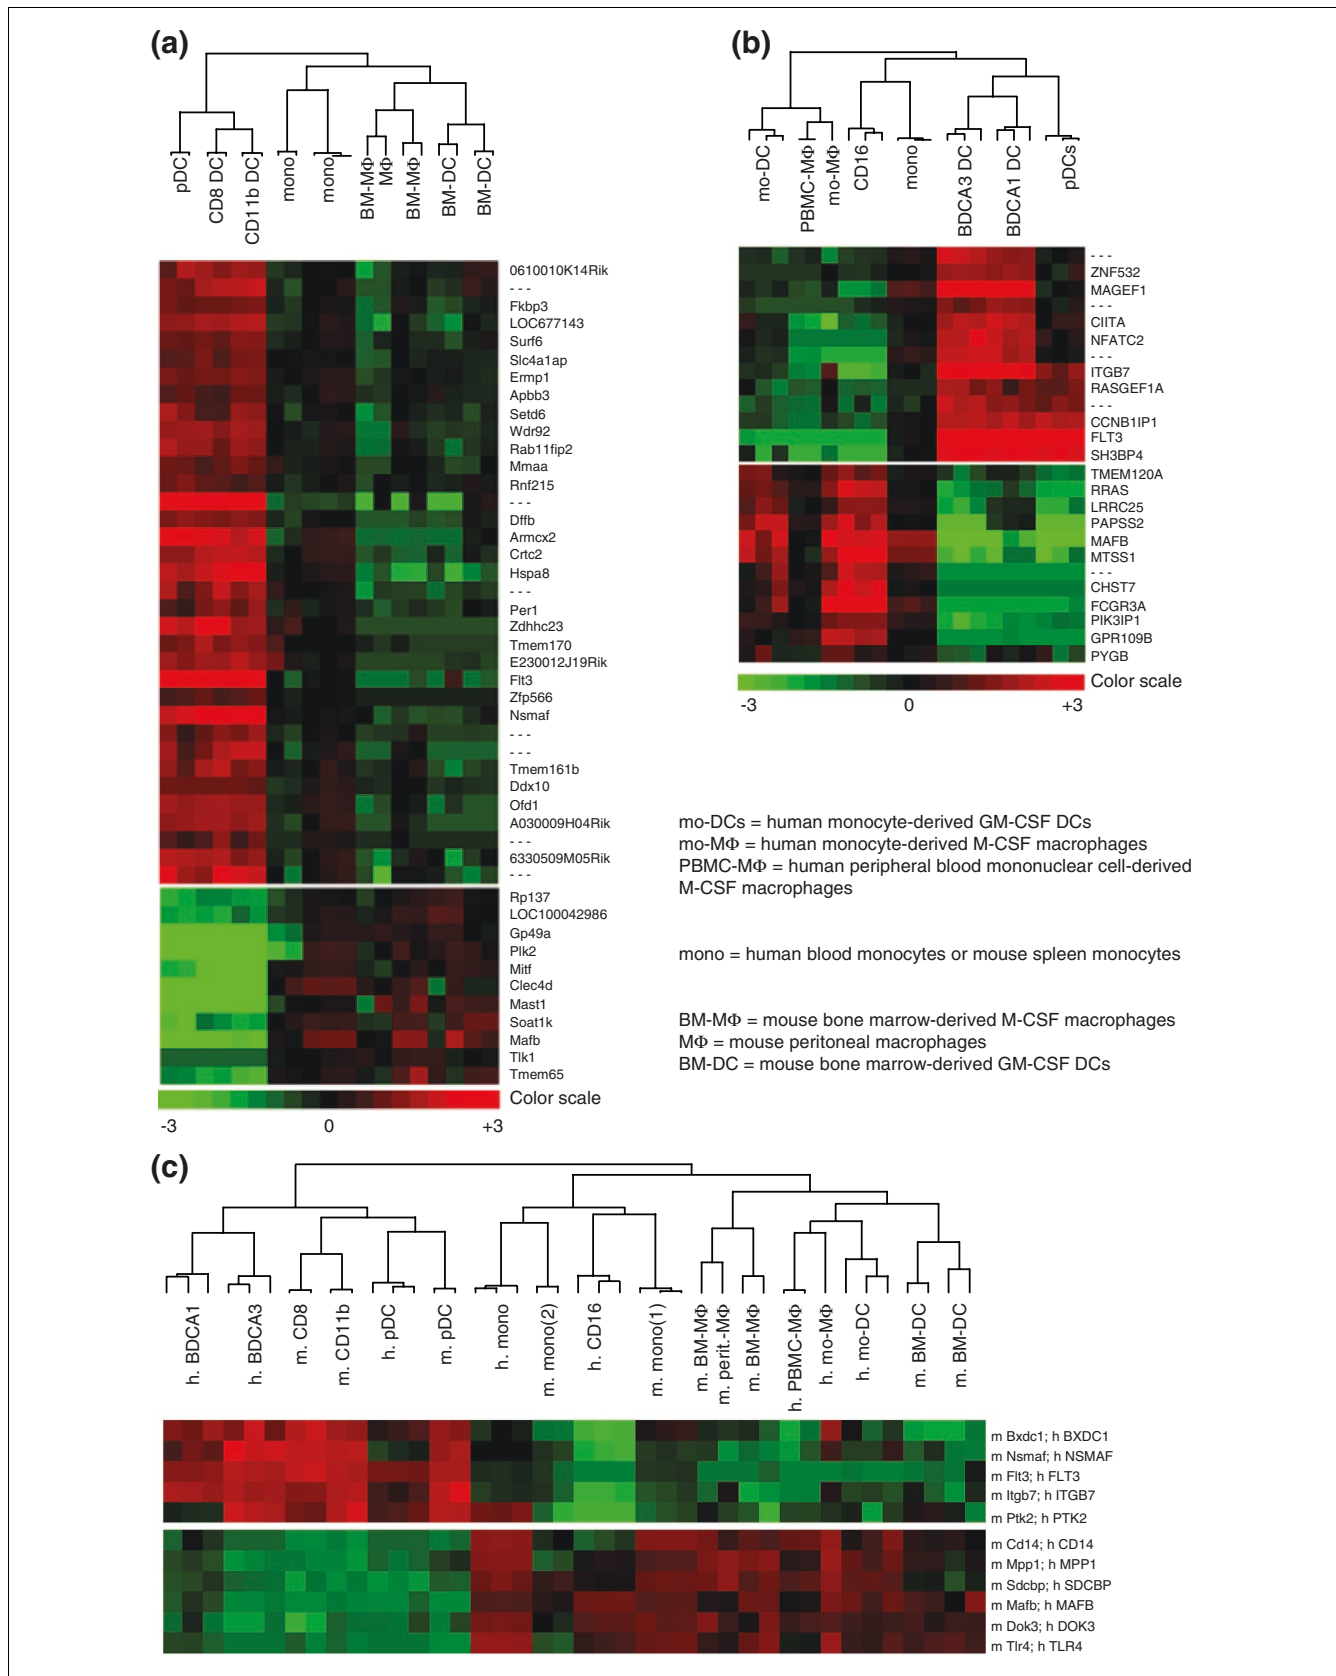 (a)
pDC
CD8 DC
CD11b DC
mono
mono
BM-MΦ
MΦ
BM-MΦ
BM-DC
BM-DC
0610010K14Rik
---
Fkbp3
LOC677143
Surf6
Slc4a1ap
Ermp1
Apbb3
Setd6
Wdr92
Rab11fip2
Mmaa
Rnf215
---
Dffb
Armcx2
Crtc2
Hspa8
---
Per1
Zdhhc23
Tmem170
E230012J19Rik
Flt3
Zfp566
Nsmaf
---
---
Tmem161b
Ddx10
Ofd1
A030009H04Rik
---
6330509M05Rik
---
Rp137
LOC100042986
Gp49a
Plk2
Mitf
Clec4d
Mast1
Soat1k
Mafb
Tlk1
Tmem65
Color scale
-3 0 +3
(b)
mo-DC
PBMC-MΦ
mo-MΦ
CD16
mono
BDCA3 DC
BDCA1 DC
pDCs
---
ZNF532
MAGEF1
---
CIITA
NFATC2
---
ITGB7
RASGEF1A
---
CCNB1IP1
FLT3
SH3BP4
TMEM120A
RRAS
LRRC25
PAPSS2
MAFB
MTSS1
---
CHST7
FCGR3A
PIK3IP1
GPR109B
PYGB
Color scale
-3 0 +3
mo-DCs = human monocyte-derived GM-CSF DCs
mo-MΦ = human monocyte-derived M-CSF macrophages
PBMC-MΦ = human peripheral blood mononuclear cell-derived
M-CSF macrophages
mono = human blood monocytes or mouse spleen monocytes
BM-MΦ = mouse bone marrow-derived M-CSF macrophages
MΦ = mouse peritoneal macrophages
BM-DC = mouse bone marrow-derived GM-CSF DCs
(c)
h. BDCA1
h. BDCA3
m. CD8
m. CD11b
h. pDC
m. pDC
h. mono
m. mono(2)
h. CD16
m. mono(1)
m. BM-MΦ
m. perit.-MΦ
m. BM-MΦ
h. PBMC-MΦ
h. mo-MΦ
h. mo-DC
m. BM-DC
m. BM-DC
m Bxdc1; h BXDC1
m Nsmaf; h NSMAF
m Flt3; h FLT3
m Itgb7; h ITGB7
m Ptk2; h PTK2
m Cd14; h CD14
m Mpp1; h MPP1
m Sdcbp; h SDCBP
m Mafb; h MAFB
m Dok3; h DOK3
m Tlr4; h TLR4